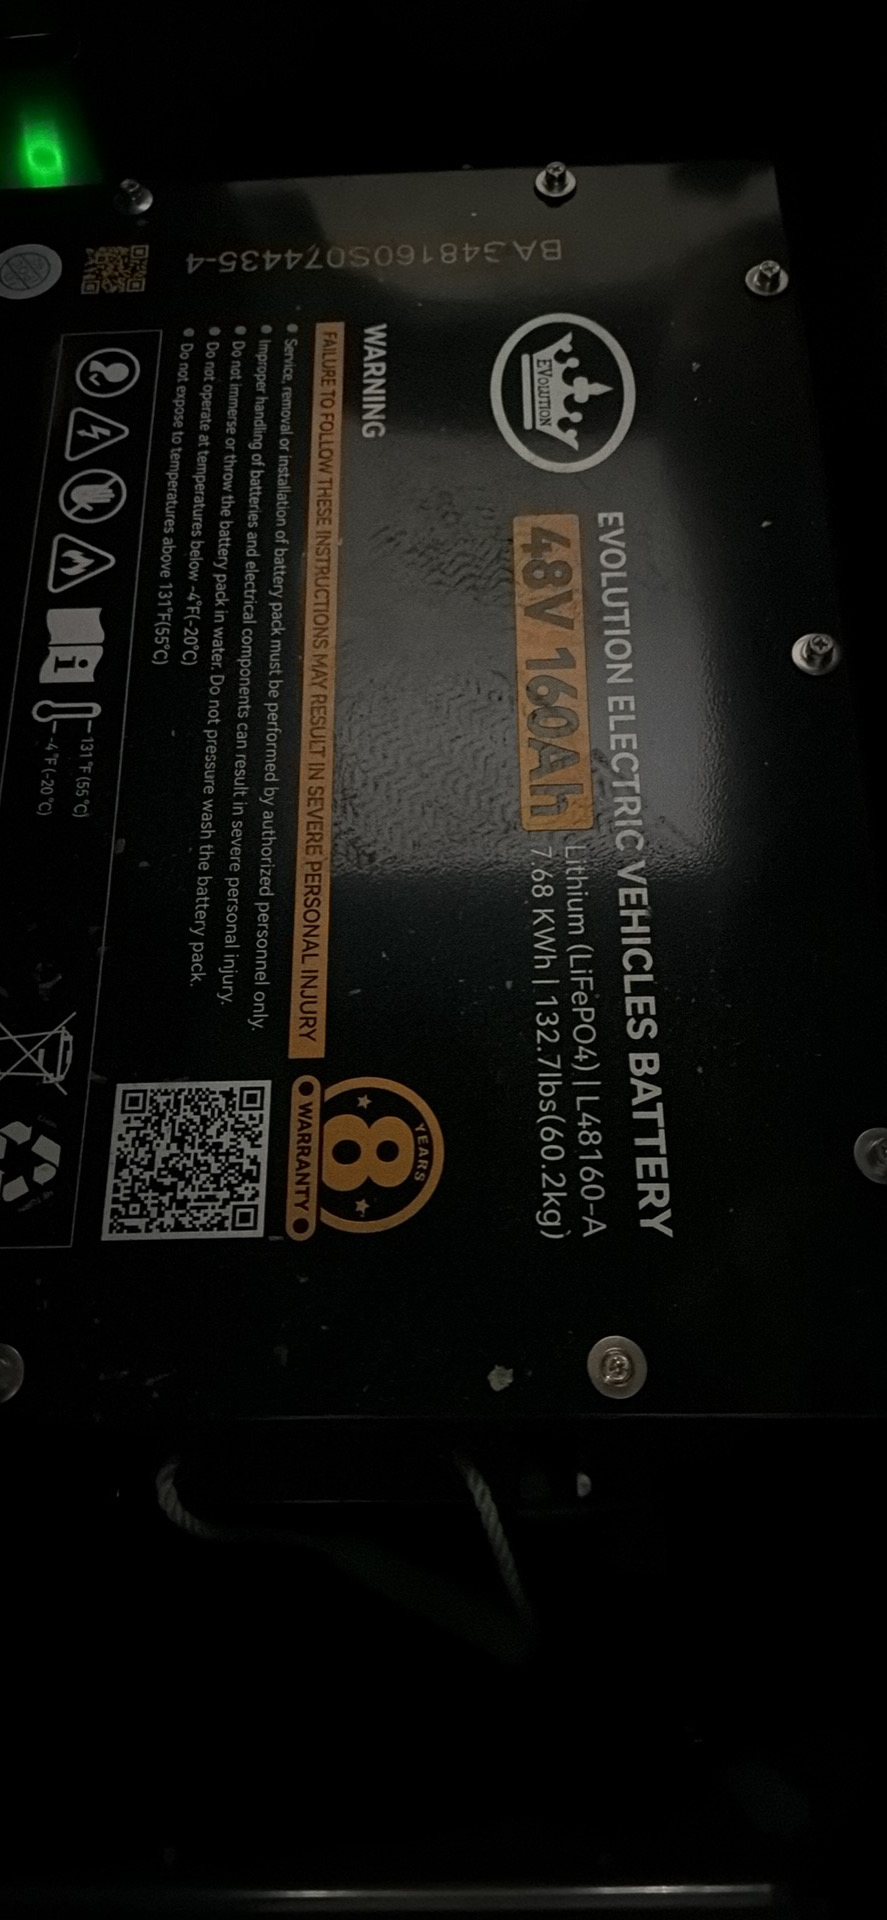 BA348160S074435-4
EVOLUTION
EVOLUTION ELECTRIC VEHICLES BATTERY
48V 160Ah
Lithium (LiFePO4) | L48160-A
7.68 KWh | 132.7lbs(60.2kg)
WARNING
FAILURE TO FOLLOW THESE INSTRUCTIONS MAY RESULT IN SEVERE PERSONAL INJURY
• Service, removal or installation of battery pack must be performed by authorized personnel only.
• Improper handling of batteries and electrical components can result in severe personal injury.
• Do not immerse or throw the battery pack in water. Do not pressure wash the battery pack.
• Do not operate at temperatures below -4°F(-20°C)
• Do not expose to temperatures above 131°F(55°C)
8 YEARS
WARRANTY
131°F(55°C)
-4°F(-20°C)